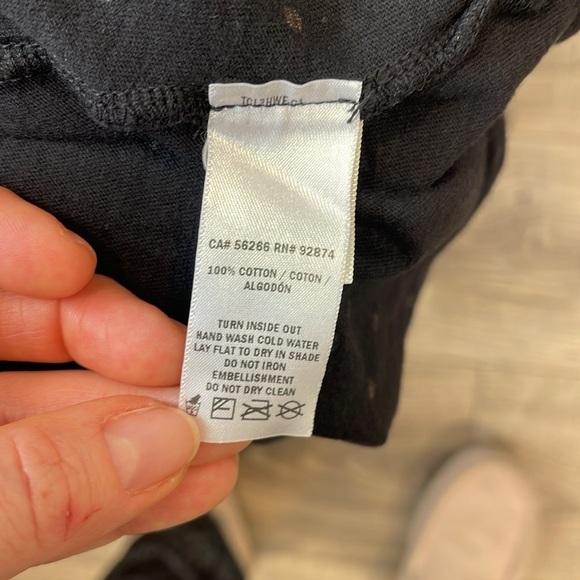 CA# 56266 RN# 92874
100% COTTON / COTON /
ALGODÓN
TURN INSIDE OUT
HAND WASH COLD WATER
LAY FLAT TO DRY IN SHADE
DO NOT IRON
EMBELLISHMENT
DO NOT DRY CLEAN